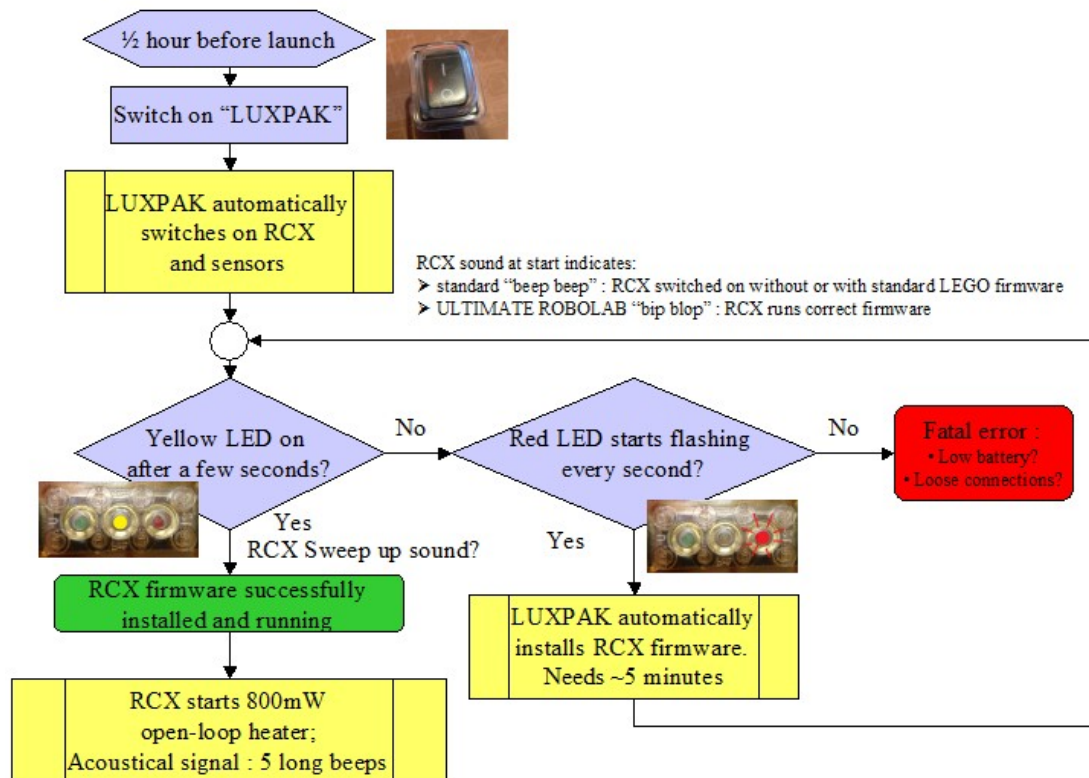 ½ hour before launch
Switch on “LUXPAK”
LUXPAK automatically
switches on RCX
and sensors
RCX sound at start indicates:
➤ standard “beep beep” : RCX switched on without or with standard LEGO firmware
➤ ULTIMATE ROBOLAB “bip blop” : RCX runs correct firmware
Yellow LED on
after a few seconds?
No
Red LED starts flashing
every second?
No
Fatal error :
• Low battery?
• Loose connections?
Yes
RCX Sweep up sound?
Yes
RCX firmware successfully
installed and running
LUXPAK automatically
installs RCX firmware.
Needs ~5 minutes
RCX starts 800mW
open-loop heater;
Acoustical signal : 5 long beeps